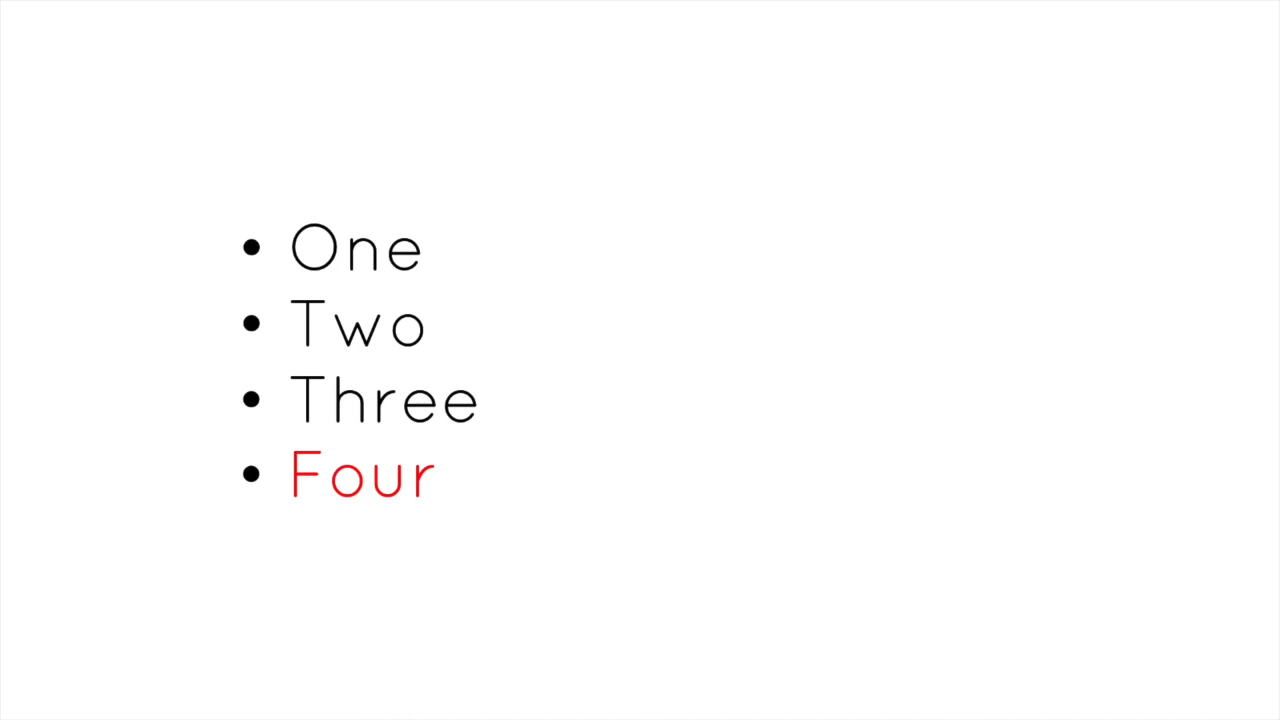 • One
• Two
• Three
• Four